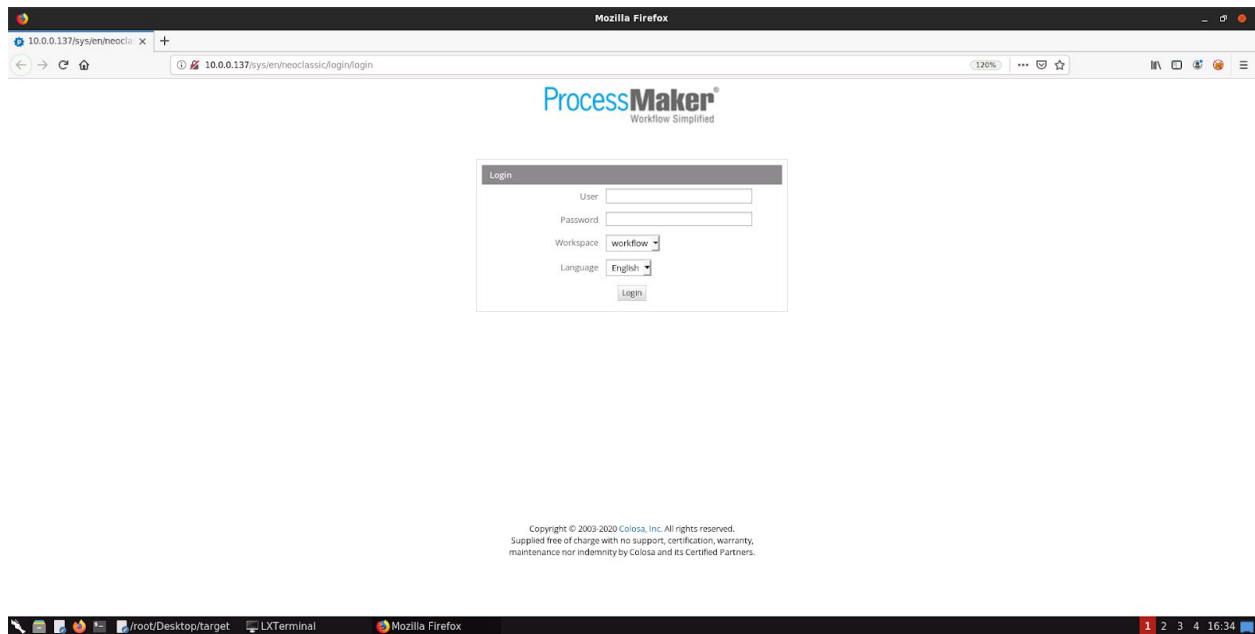 Mozilla Firefox
10.0.0.137/sys/en/neocla
10.0.0.137/sys/en/neoclassic/login/login
120%
ProcessMaker®
Workflow Simplified
Login
User
Password
Workspace workflow
Language English
Login
Copyright © 2003-2020 Colosa, Inc. All rights reserved.
Supplied free of charge with no support, certification, warranty,
maintenance nor indemnity by Colosa and its Certified Partners.
/root/Desktop/target LXTerminal Mozilla Firefox 1 2 3 4 16:34